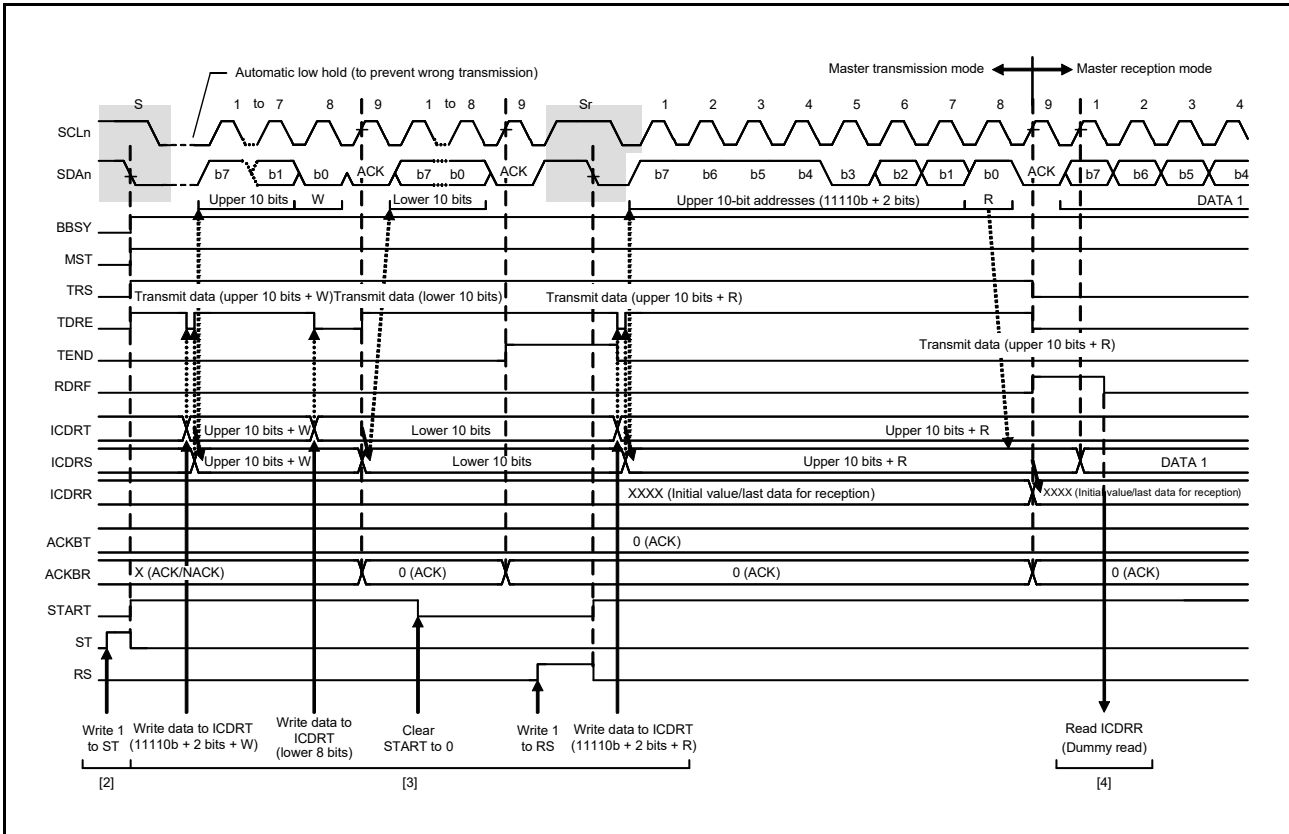 Automatic low hold (to prevent wrong transmission)
Master transmission mode Master reception mode
S 1 to 7 8 9 1 to 8 9 Sr 1 2 3 4 5 6 7 8 9 1 2 3 4
SCLn
SDAn b7 b1 b0 ACK b7 b0 ACK b7 b6 b5 b4 b3 b2 b1 b0 ACK b7 b6 b5 b4
Upper 10 bits W Lower 10 bits Upper 10-bit addresses (11110b + 2 bits) R DATA 1
BBSY
MST
TRS
Transmit data (upper 10 bits + W) Transmit data (lower 10 bits) Transmit data (upper 10 bits + R)
TDRE
Transmit data (upper 10 bits + R)
TEND
RDRF
ICDRT Upper 10 bits + W Lower 10 bits Upper 10 bits + R
ICDRS Upper 10 bits + W Lower 10 bits Upper 10 bits + R DATA 1
ICDRR XXXX (Initial value/last data for reception) XXXX (Initial value/last data for reception)
ACKBT 0 (ACK)
ACKBR X (ACK/NACK) 0 (ACK) 0 (ACK) 0 (ACK)
START
ST
RS
Write 1
to ST
Write data to ICDRT
(11110b + 2 bits + W)
Write data to
ICDRT
(lower 8 bits)
Clear
START to 0
Write 1
to RS
Write data to ICDRT
(11110b + 2 bits + R)
Read ICDRR
(Dummy read)
[2] [3] [4]